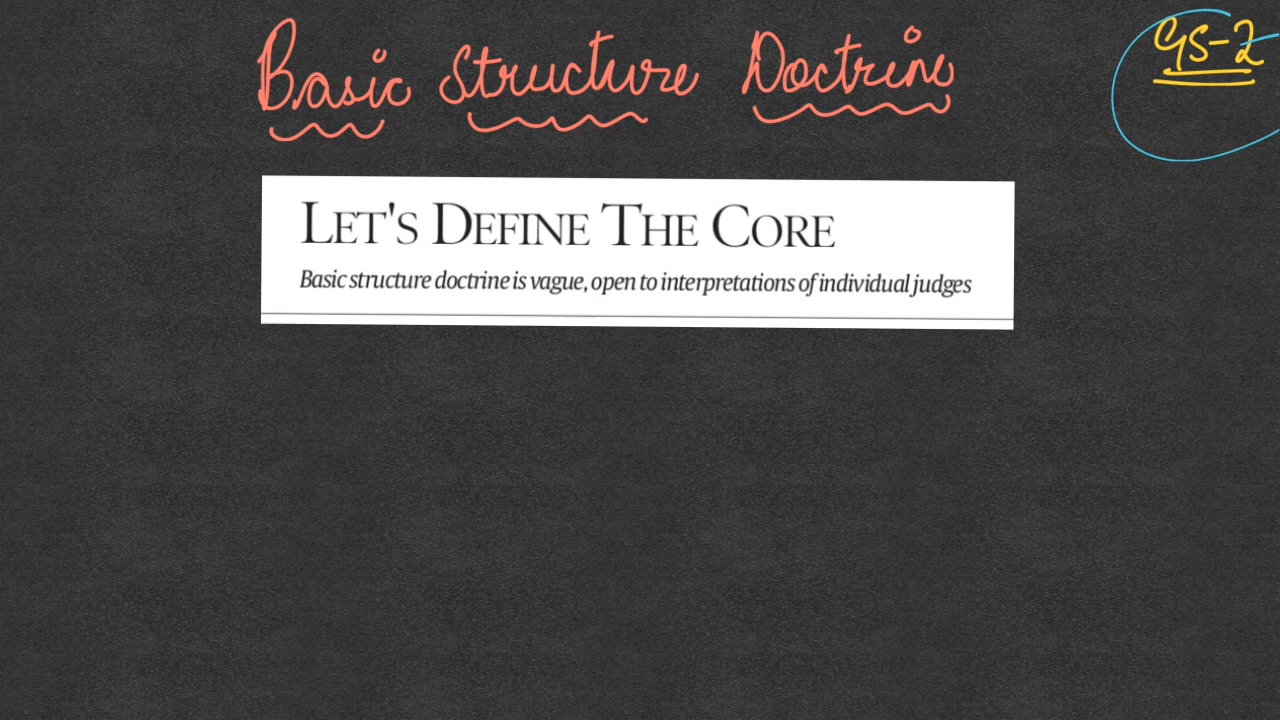 Basic Structure Doctrine
GS-2
LET'S DEFINE THE CORE
Basic structure doctrine is vague, open to interpretations of individual judges